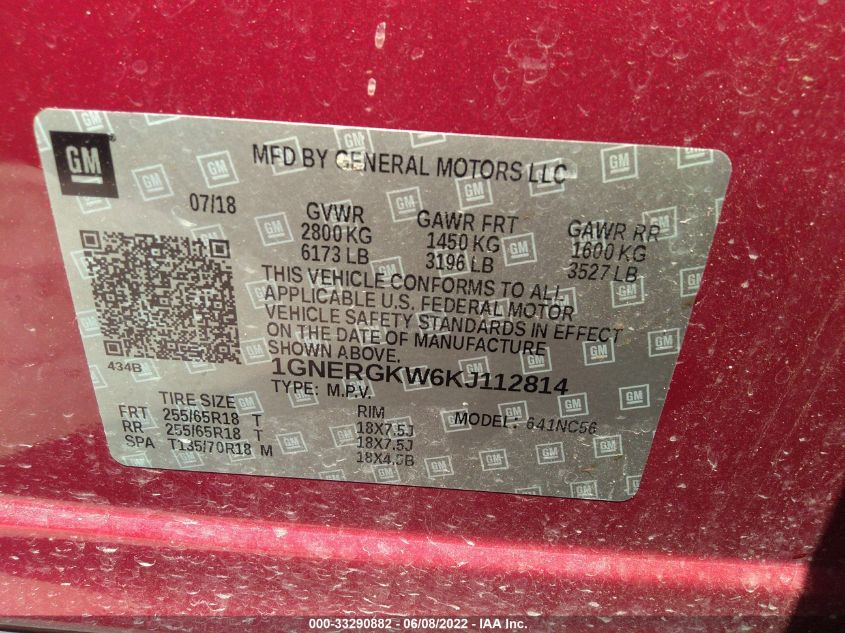 GM
MFD BY GENERAL MOTORS LLC
07/18
GVWR GAWR FRT GAWR RR
2800 KG 1450 KG 1600 KG
6173 LB 3196 LB 3527 LB
THIS VEHICLE CONFORMS TO ALL
APPLICABLE U.S. FEDERAL MOTOR
VEHICLE SAFETY STANDARDS IN EFFECT
ON THE DATE OF MANUFACTURE
SHOWN ABOVE.
434B
1GNERGKW6KJ112814
TYPE: M.P.V.
MODEL: 641NC56
TIRE SIZE RIM
FRT 255/65R18 T 18X7.5J
RR 255/65R18 T 18X7.5J
SPA T135/70R18 M 18X4.5B
000-33290882 - 06/08/2022 - IAA Inc.